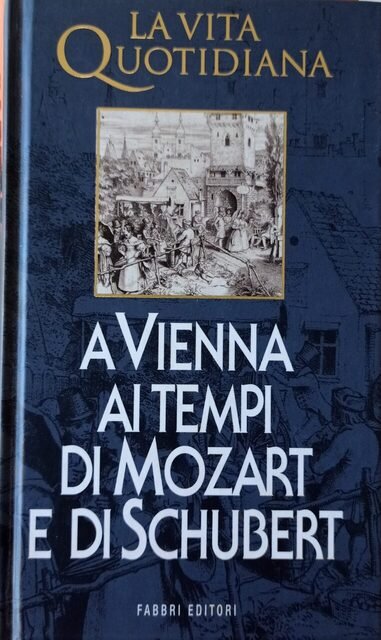 LA VITA
QUOTIDIANA
A VIENNA
AI TEMPI
DI MOZART
E DI SCHUBERT
FABBRI EDITORI